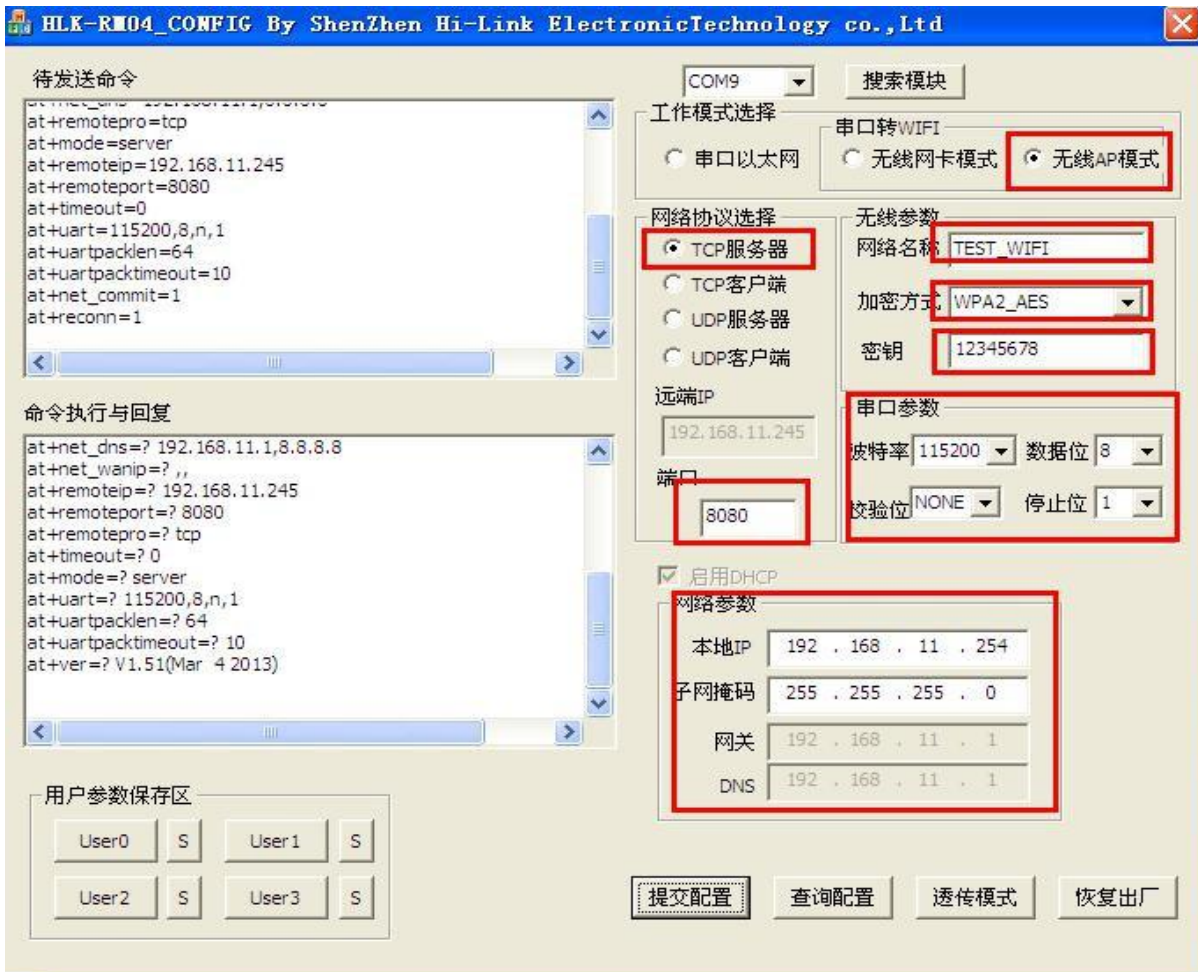 HLK-RM04_CONFIG By ShenZhen Hi-Link ElectronicTechnology co.,Ltd
待发送命令
at+remotepro=tcp
at+mode=server
at+remoteip=192.168.11.245
at+remoteport=8080
at+timeout=0
at+uart=115200,8,n,1
at+uartpacklen=64
at+uartpacktimeout=10
at+net_commit=1
at+reconn=1
命令执行与回复
at+net_dns=? 192.168.11.1,8.8.8.8
at+net_wanip=? ,,
at+remoteip=? 192.168.11.245
at+remoteport=? 8080
at+remotepro=? tcp
at+timeout=? 0
at+mode=? server
at+uart=? 115200,8,n,1
at+uartpacklen=? 64
at+uartpacktimeout=? 10
at+ver=? V1.51(Mar 4 2013)
用户参数保存区
User0 S User1 S
User2 S User3 S
COM9 搜索模块
工作模式选择
串口转WIFI
串口以太网 无线网卡模式 无线AP模式
网络协议选择
TCP服务器
TCP客户端
UDP服务器
UDP客户端
远端IP
192.168.11.245
端口
8080
无线参数
网络名称 TEST_WIFI
加密方式 WPA2_AES
密钥 12345678
串口参数
波特率 115200 数据位 8
校验位 NONE 停止位 1
启用DHCP
网络参数
本地IP 192 . 168 . 11 . 254
子网掩码 255 . 255 . 255 . 0
网关 192 . 168 . 11 . 1
DNS 192 . 168 . 11 . 1
提交配置 查询配置 透传模式 恢复出厂